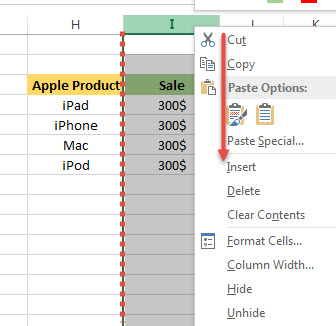 H I J K
Apple Product Sale
iPad 300$
iPhone 300$
Mac 300$
iPod 300$
Cut
Copy
Paste Options:
Paste Special...
Insert
Delete
Clear Contents
Format Cells...
Column Width...
Hide
Unhide